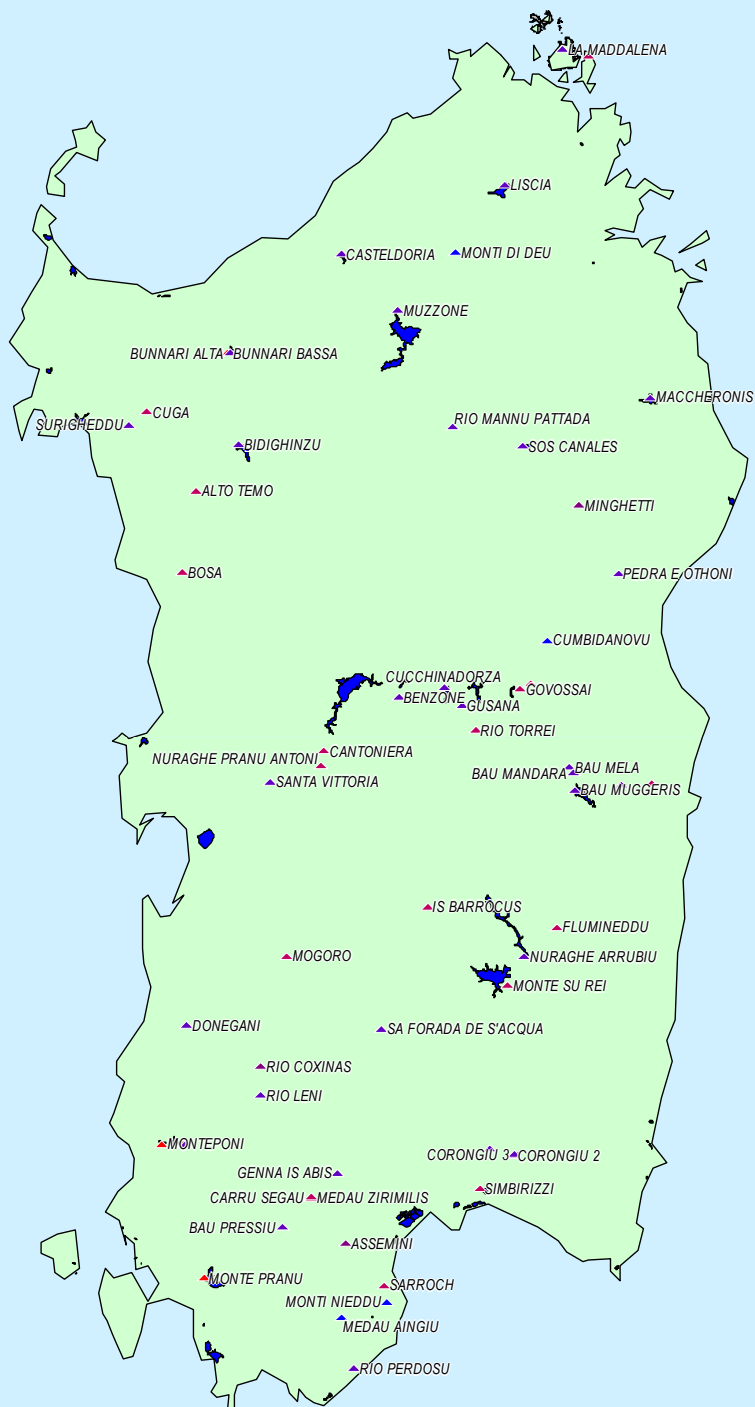 LA MADDALENA
LISCIA
CASTELDORIA
MONTI DI DEU
MUZZONE
BUNNARI ALTA
BUNNARI BASSA
MACCHERONIS
CUGA
RIO MANNU PATTADA
SURIGHEDDU
BIDIGHINZU
SOS CANALES
ALTO TEMO
MINGHETTI
BOSA
PEDRA E OTHONI
CUMBIDANOVU
CUCCHINADORZA
GOVOSSAI
BENZONE
GUSANA
RIO TORREI
CANTONIERA
NURAGHE PRANU ANTONI
BAU MELA
BAU MANDARA
SANTA VITTORIA
BAU MUGGERIS
IS BARROCUS
FLUMINEDDU
MOGORO
NURAGHE ARRUBIU
MONTE SU REI
DONEGANI
SA FORADA DE S'ACQUA
RIO COXINAS
RIO LENI
MONTEPONI
CORONGIU 3
CORONGIU 2
GENNA IS ABIS
SIMBIRIZZI
CARRU SEGAU
MEDAU ZIRIMILIS
BAU PRESSIU
ASSEMINI
MONTE PRANU
SARROCH
MONTI NIEDDU
MEDAU AINGIU
RIO PERDOSU